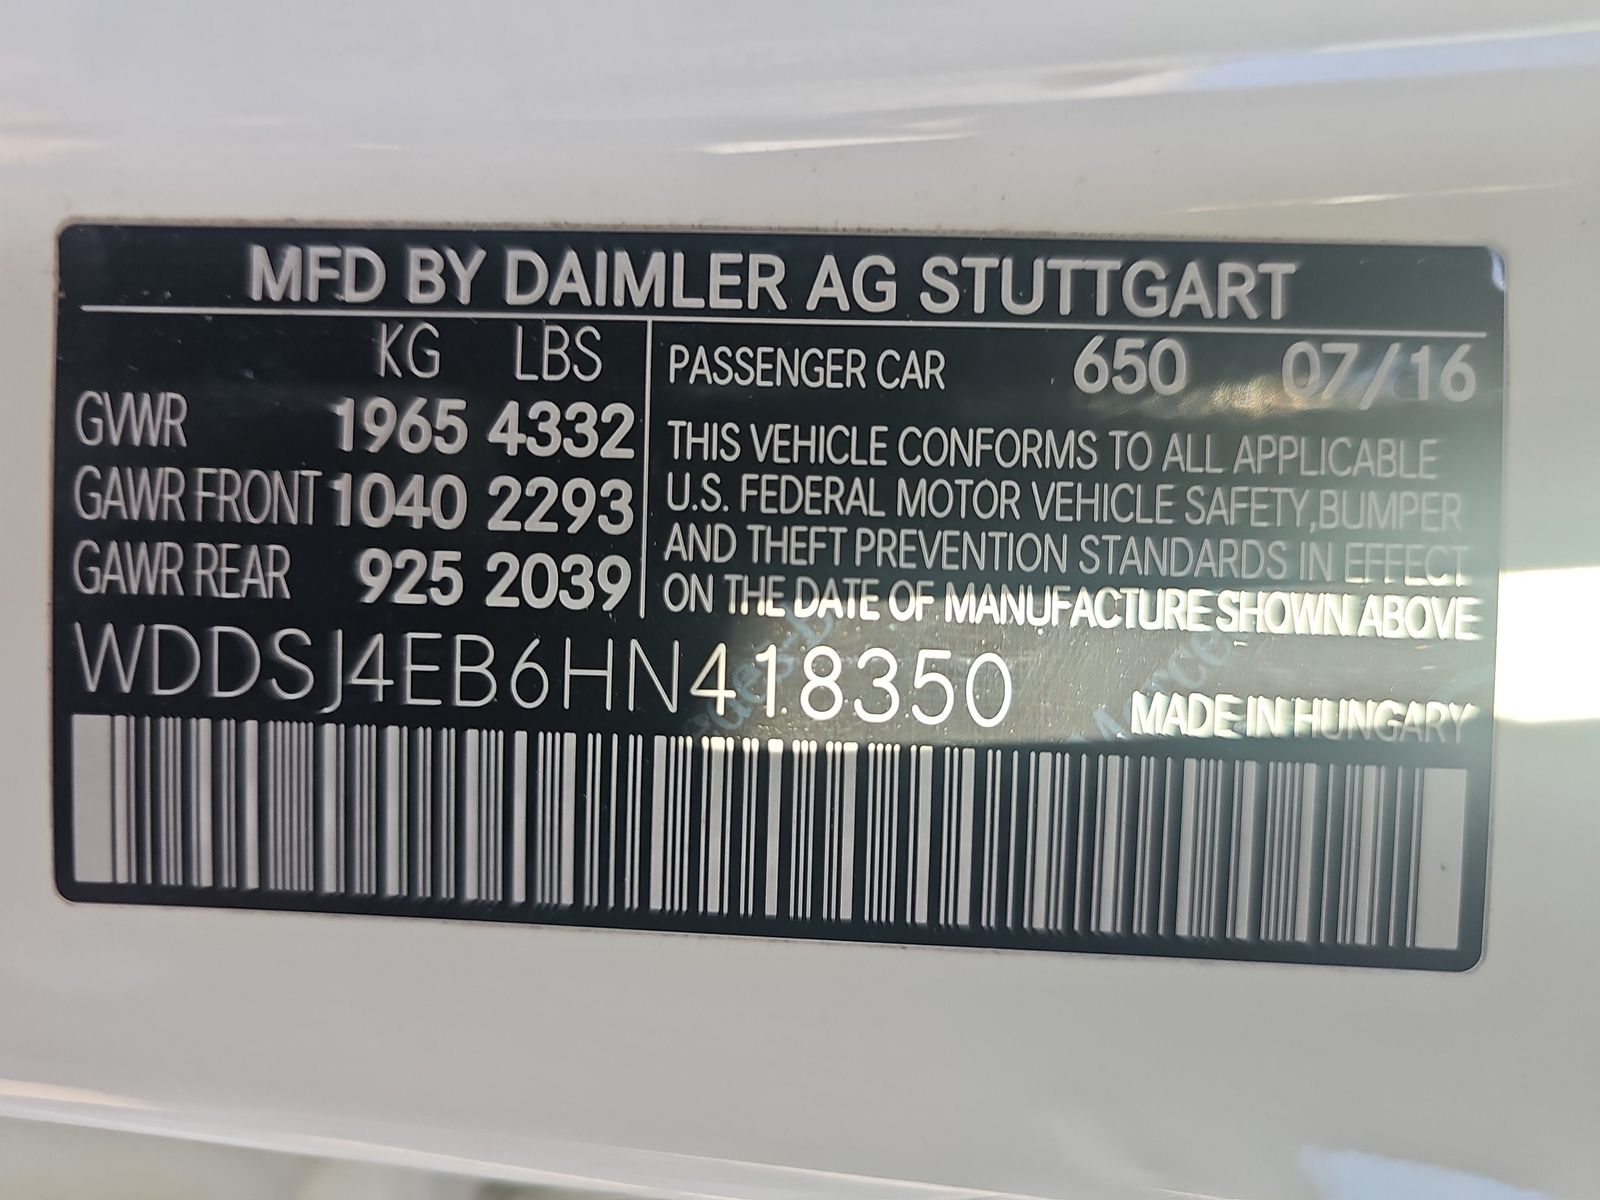 MFD BY DAIMLER AG STUTTGART
KG LBS
GVWR 1965 4332
GAWR FRONT 1040 2293
GAWR REAR 925 2039
PASSENGER CAR 650 07/16
THIS VEHICLE CONFORMS TO ALL APPLICABLE
U.S. FEDERAL MOTOR VEHICLE SAFETY, BUMPER
AND THEFT PREVENTION STANDARDS IN EFFECT
ON THE DATE OF MANUFACTURE SHOWN ABOVE
WDDSJ4EB6HN418350
MADE IN HUNGARY